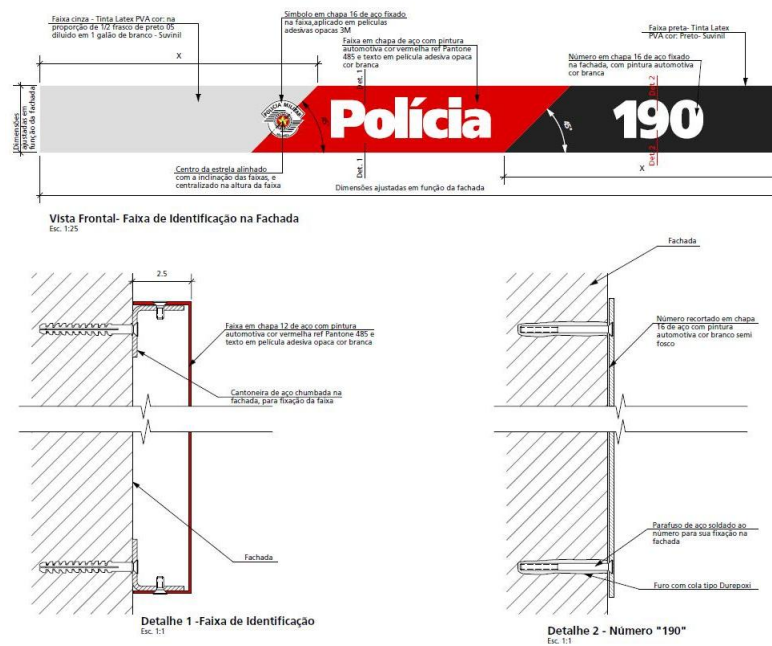 Faixa cinza - Tinta Latex PVA cor: na
proporção de 1/2 frasco de preto 05
diluido em 1 galão de branco - Suvinil
Símbolo em chapa 16 de aço fixado
na faixa,aplicado em películas
adesivas opacas 3M
Faixa em chapa de aço com pintura
automotiva cor vermelha ref Pantone
485 e texto em película adesiva opaca
cor branca
Faixa preta- Tinta Latex
PVA cor: Preto- Suvinil
Número em chapa 16 de aço fixado
na fachada, com pintura automotiva
cor branca
X
Det. 1
Det. 2
Dimensões
ajustadas em
função da fachada
POLÍCIA MILITAR
Polícia
190
45°
Det. 1
Det. 2
Centro da estrela alinhado
com a inclinação das faixas, e
centralizado na altura da faixa
X
Dimensões ajustadas em função da fachada
Vista Frontal- Faixa de Identificação na Fachada
Esc. 1:25
2.5
Faixa em chapa 12 de aço com pintura
automotiva cor vermelha ref Pantone 485 e
texto em película adesiva opaca cor branca
Cantoneira de aço chumbada na
fachada, para fixação da faixa
Fachada
Detalhe 1 -Faixa de Identificação
Esc. 1:1
Fachada
Número recortado em chapa
16 de aço com pintura
automotiva cor branco semi
fosco
Parafuso de aço soldado ao
número para sua fixação na
fachada
Furo com cola tipo Durepoxi
Detalhe 2 - Número "190"
Esc. 1:1